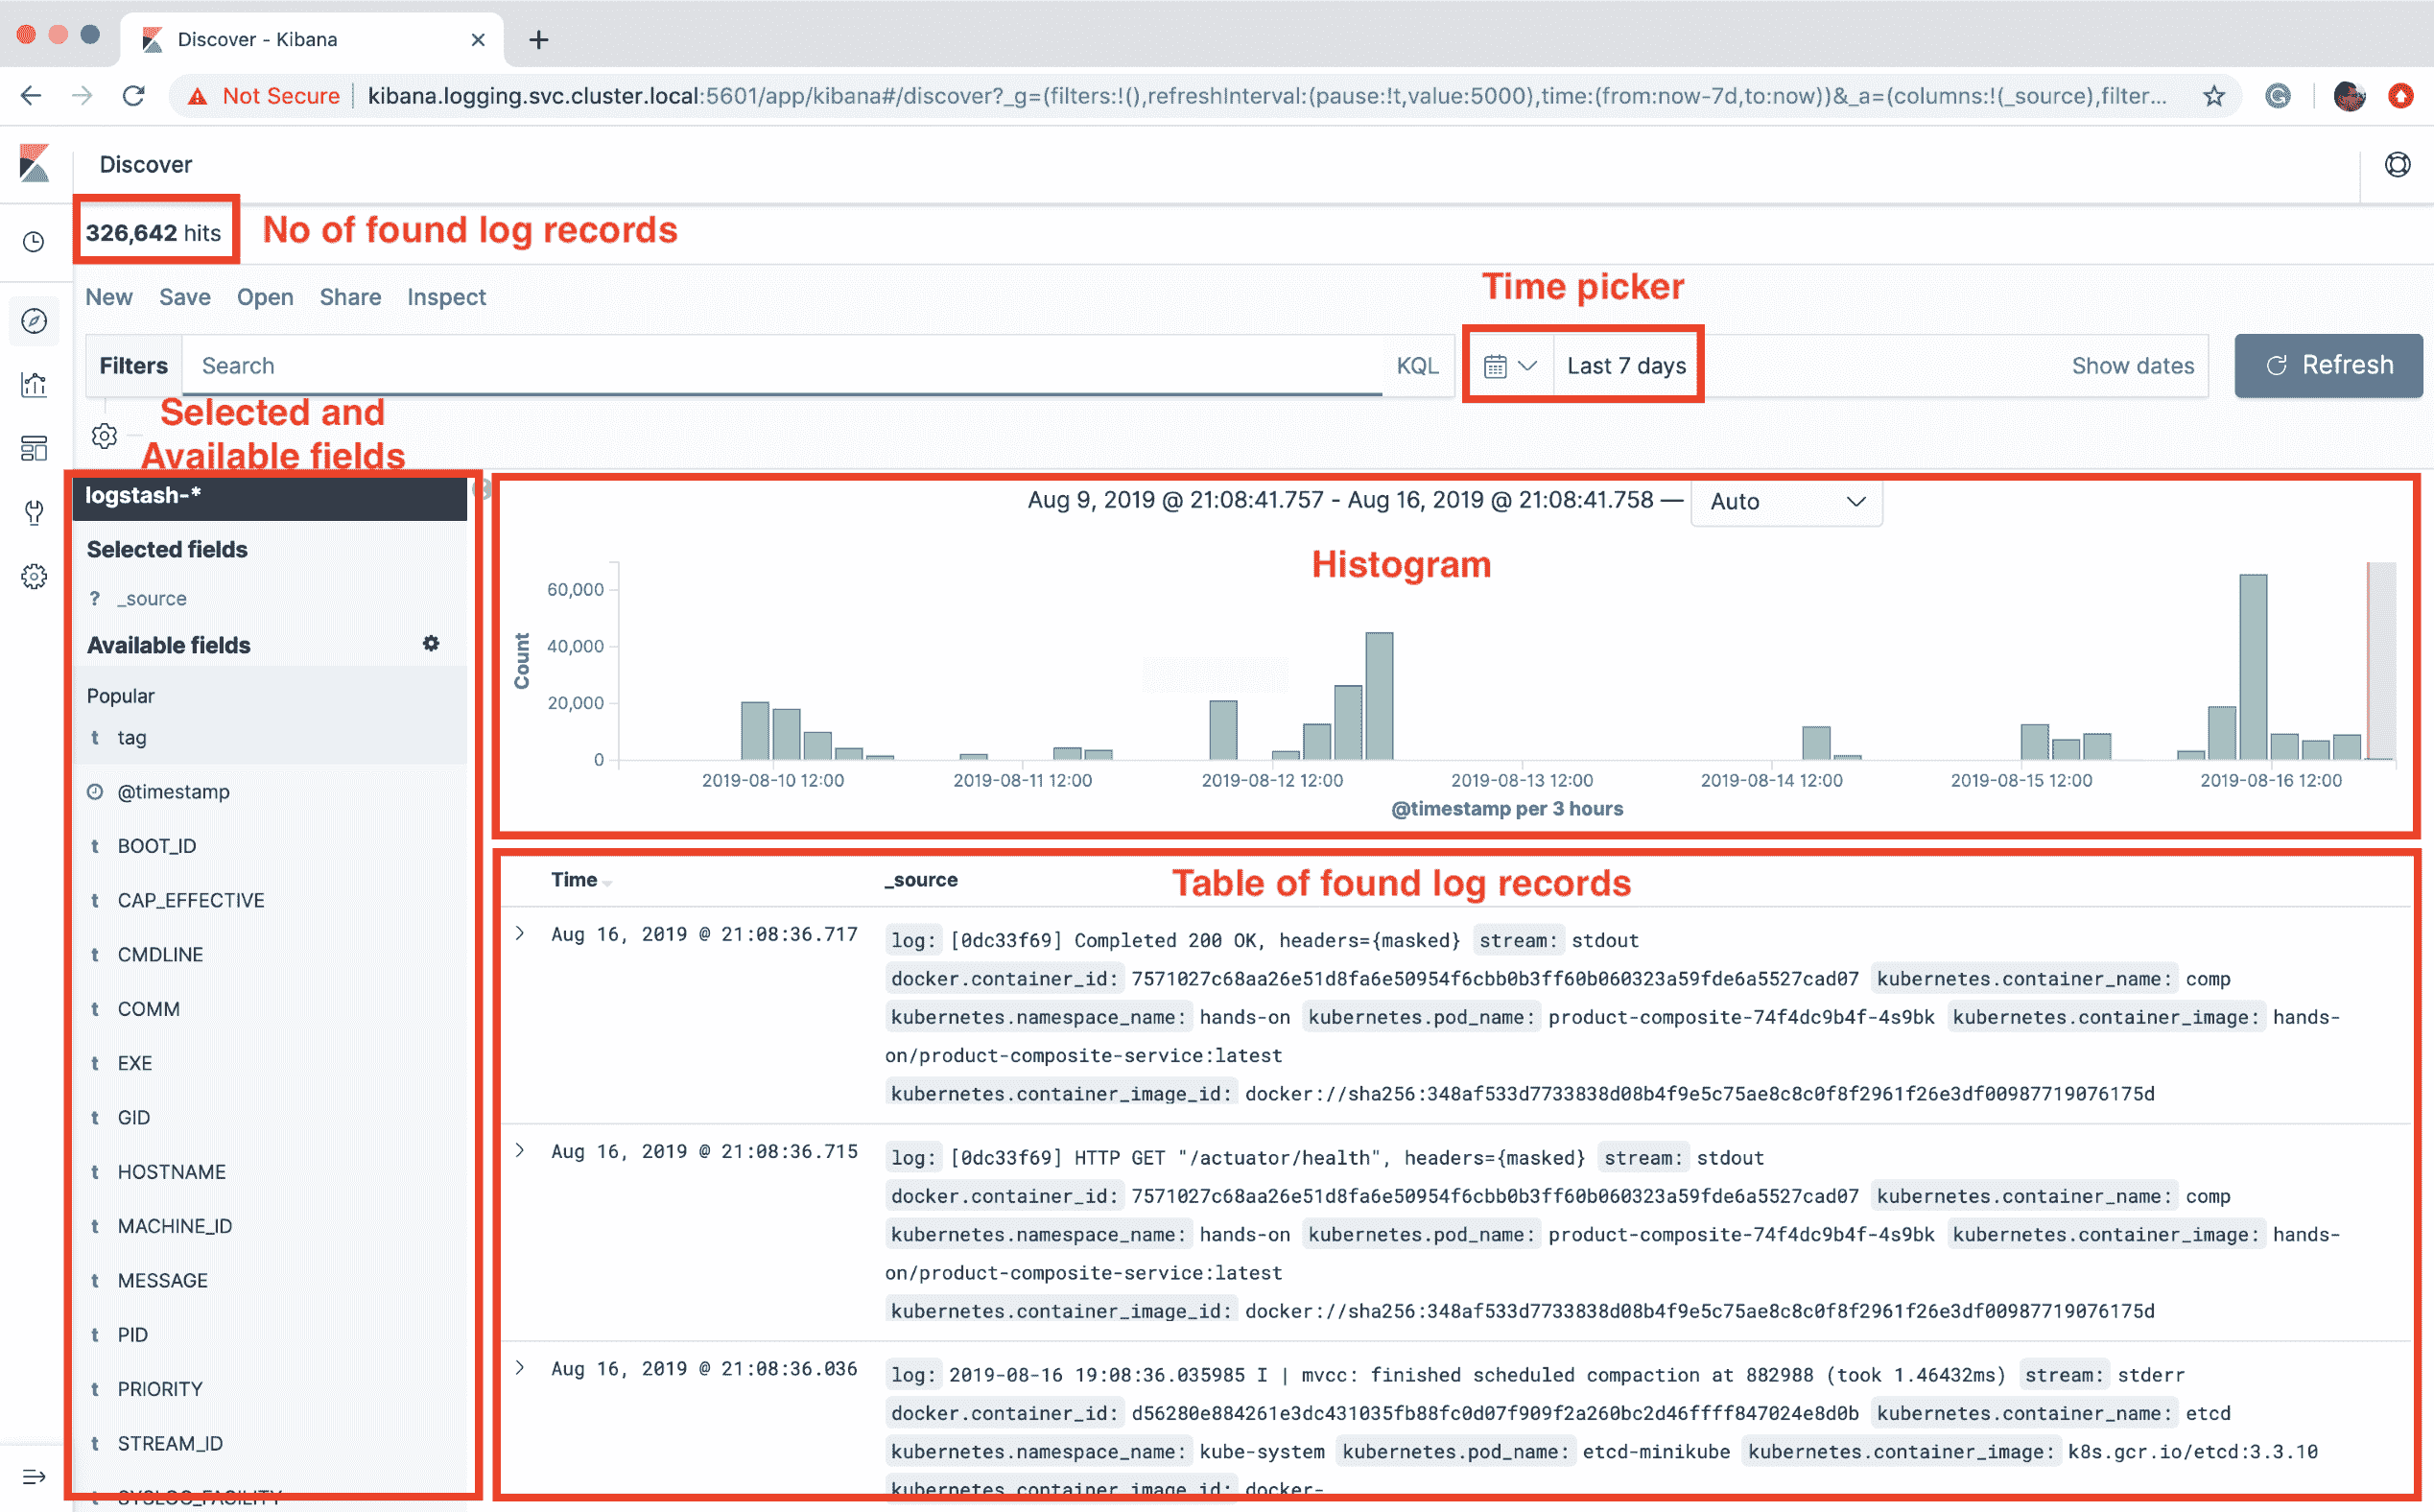 Discover - Kibana
Not Secure
kibana.logging.svc.cluster.local:5601/app/kibana#/discover?_g=(filters:!(),refreshInterval:(pause:!t,value:5000),time:(from:now-7d,to:now))&_a=(columns:!(_source),filter...
Discover
326,642 hits
No of found log records
New Save Open Share Inspect
Time picker
Filters Search KQL Last 7 days Show dates Refresh
Selected and
Available fields
logstash-*
Selected fields
? _source
Available fields
Popular
t tag
@timestamp
t BOOT_ID
t CAP_EFFECTIVE
t CMDLINE
t COMM
t EXE
t GID
t HOSTNAME
t MACHINE_ID
t MESSAGE
t PID
t PRIORITY
t STREAM_ID
t SYSLOG_FACILITY
Aug 9, 2019 @ 21:08:41.757 - Aug 16, 2019 @ 21:08:41.758 — Auto
Histogram
Count
60,000
40,000
20,000
0
2019-08-10 12:00 2019-08-11 12:00 2019-08-12 12:00 2019-08-13 12:00 2019-08-14 12:00 2019-08-15 12:00 2019-08-16 12:00
@timestamp per 3 hours
Time _source
Table of found log records
Aug 16, 2019 @ 21:08:36.717 log: [0dc33f69] Completed 200 OK, headers={masked} stream: stdout
docker.container_id: 7571027c68aa26e51d8fa6e50954f6cbb0b3ff60b060323a59fde6a5527cad07 kubernetes.container_name: comp
kubernetes.namespace_name: hands-on kubernetes.pod_name: product-composite-74f4dc9b4f-4s9bk kubernetes.container_image: hands-
on/product-composite-service:latest
kubernetes.container_image_id: docker://sha256:348af533d7733838d08b4f9e5c75ae8c8c0f8f2961f26e3df00987719076175d
Aug 16, 2019 @ 21:08:36.715 log: [0dc33f69] HTTP GET "/actuator/health", headers={masked} stream: stdout
docker.container_id: 7571027c68aa26e51d8fa6e50954f6cbb0b3ff60b060323a59fde6a5527cad07 kubernetes.container_name: comp
kubernetes.namespace_name: hands-on kubernetes.pod_name: product-composite-74f4dc9b4f-4s9bk kubernetes.container_image: hands-
on/product-composite-service:latest
kubernetes.container_image_id: docker://sha256:348af533d7733838d08b4f9e5c75ae8c8c0f8f2961f26e3df00987719076175d
Aug 16, 2019 @ 21:08:36.036 log: 2019-08-16 19:08:36.035985 I | mvcc: finished scheduled compaction at 882988 (took 1.46432ms) stream: stderr
docker.container_id: d56280e884261e3dc431035fb88fc0d07f909f2a260bc2d46ffff847024e8d0b kubernetes.container_name: etcd
kubernetes.namespace_name: kube-system kubernetes.pod_name: etcd-minikube kubernetes.container_image: k8s.gcr.io/etcd:3.3.10
kubernetes.container_image_id: docker-